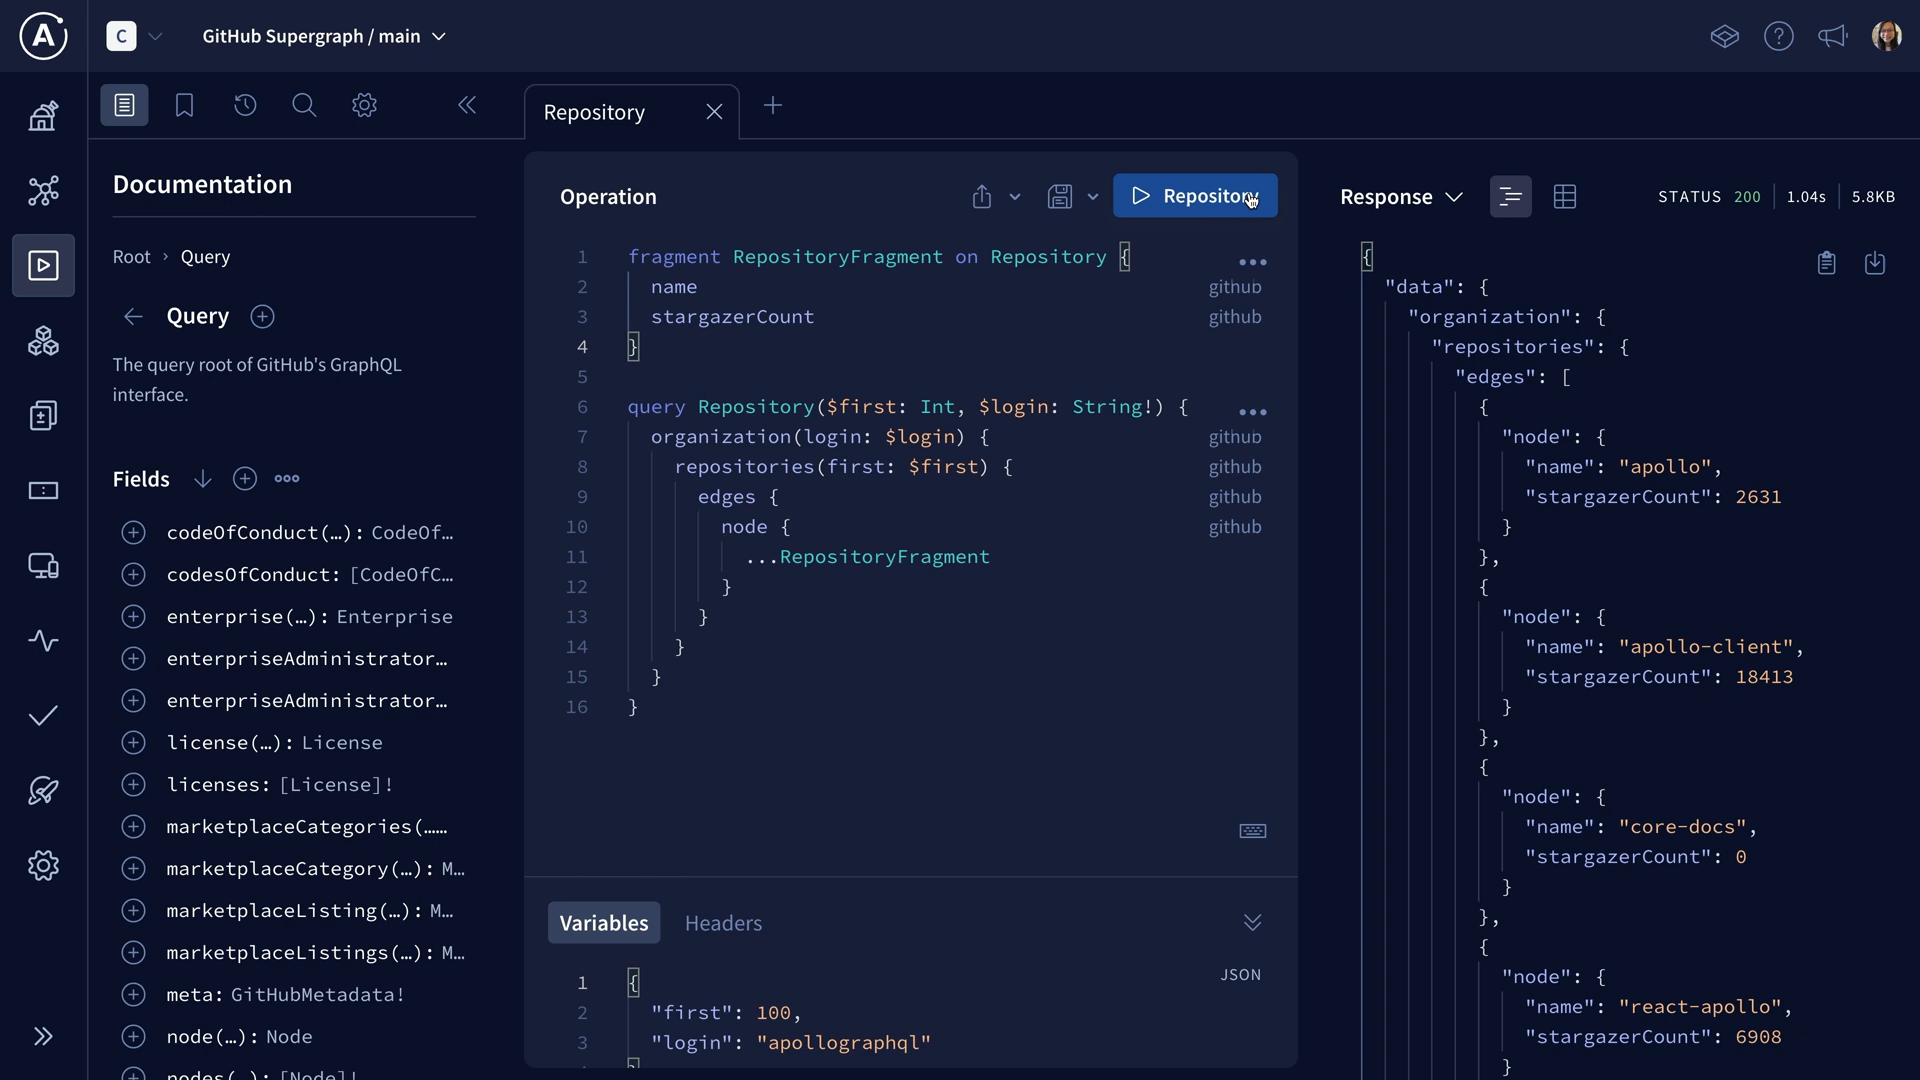 C
GitHub Supergraph / main
Repository
Documentation
Root › Query
Query
The query root of GitHub's GraphQL
interface.
Fields
codeOfConduct(…): CodeOf…
codesOfConduct: [CodeOfC…
enterprise(…): Enterprise
enterpriseAdministrator…
enterpriseAdministrator…
license(…): License
licenses: [License]!
marketplaceCategories(……
marketplaceCategory(…): M…
marketplaceListing(…): M…
marketplaceListings(…): M…
meta: GitHubMetadata!
node(…): Node
nodes(…): [Node]!
Operation
Repository
1 fragment RepositoryFragment on Repository {
2 name github
3 stargazerCount github
4 }
5
6 query Repository($first: Int, $login: String!) {
7 organization(login: $login) { github
8 repositories(first: $first) { github
9 edges { github
10 node { github
11 ...RepositoryFragment
12 }
13 }
14 }
15 }
16 }
Variables Headers
JSON
1 {
2 "first": 100,
3 "login": "apollographql"
Response
STATUS 200 1.04s 5.8KB
{
"data": {
"organization": {
"repositories": {
"edges": [
{
"node": {
"name": "apollo",
"stargazerCount": 2631
}
},
{
"node": {
"name": "apollo-client",
"stargazerCount": 18413
}
},
{
"node": {
"name": "core-docs",
"stargazerCount": 0
}
},
{
"node": {
"name": "react-apollo",
"stargazerCount": 6908
}